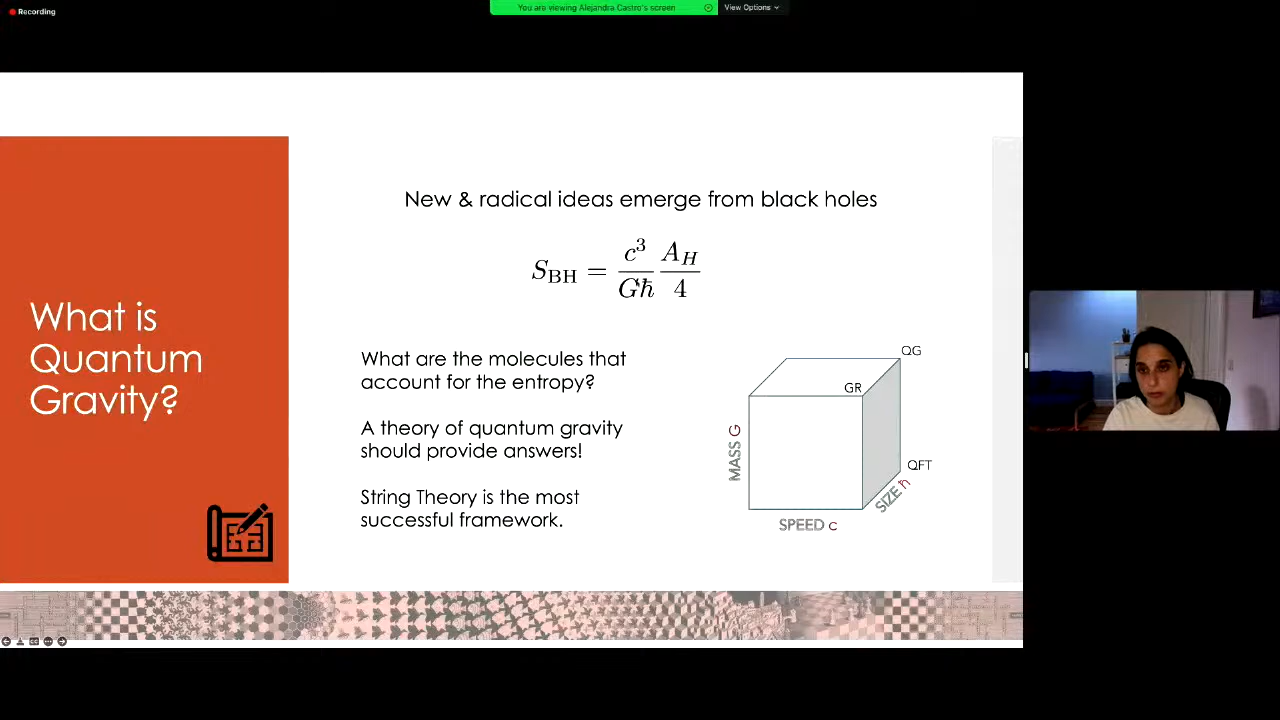 Recording
You are viewing Alejandra Castro's screen
View Options
New & radical ideas emerge from black holes
S_BH = c³/Għ A_H/4
What is
Quantum
Gravity?
What are the molecules that
account for the entropy?
A theory of quantum gravity
should provide answers!
String Theory is the most
successful framework.
QG
GR
MASS G
QFT
SIZE ħ
SPEED c